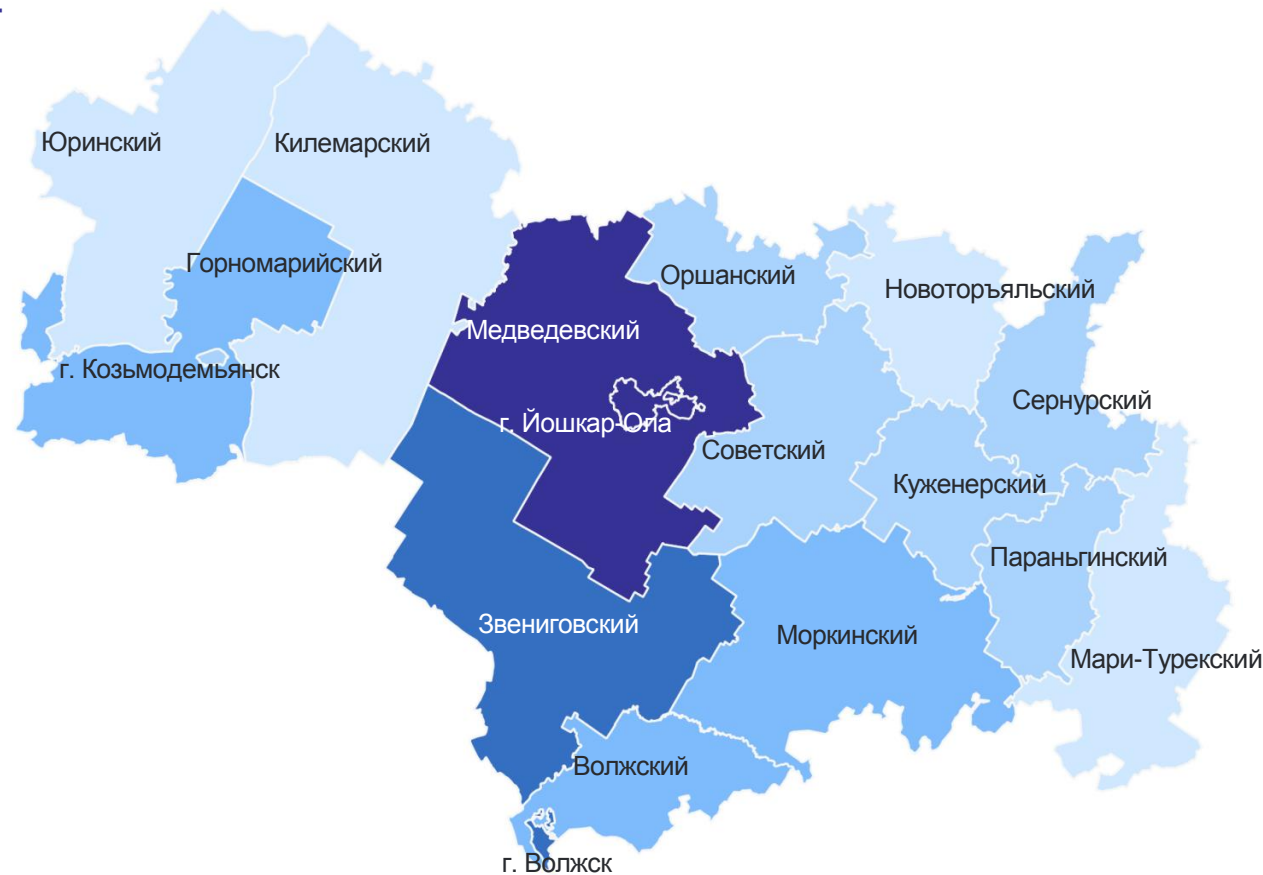 Юринский
Килемарский
Горномарийский
Оршанский
Новоторъяльский
Медведевский
г. Козьмодемьянск
Сернурский
г. Йошкар-Ола
Советский
Куженерский
Параньгинский
Звениговский
Моркинский
Мари-Турекский
Волжский
г. Волжск